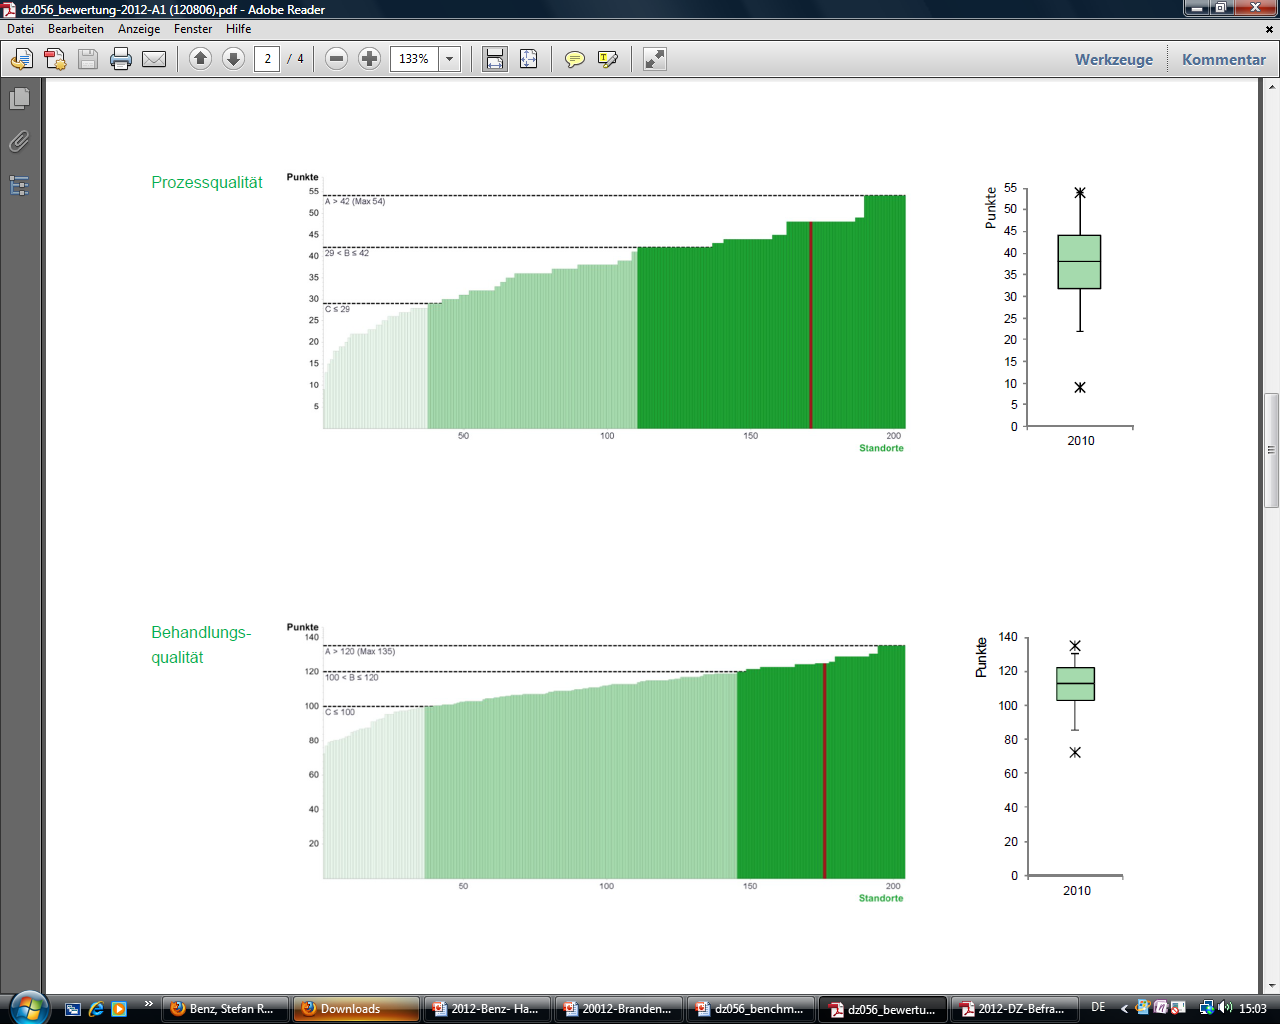 dz056_bewertung-2012-A1 (120806).pdf - Adobe Reader
Datei Bearbeiten Anzeige Fenster Hilfe
2 / 4 133% Werkzeuge Kommentar
Prozessqualität
Punkte
55
A > 42 (Max 54)
50
45
29 < B ≤ 42
40
35
30
C ≤ 29
25
20
15
10
5
50 100 150 200
Standorte
Punkte
55
50
45
40
35
30
25
20
15
10
5
0
2010
Behandlungs-
qualität
Punkte
140
A > 120 (Max 135)
120
100 < B ≤ 120
100
C ≤ 100
80
60
40
20
50 100 150 200
Standorte
Punkte
140
120
100
80
60
40
20
0
2010
Benz, Stefan R... Downloads 2012-Benz- Ha... 20012-Branden... dz056_benchm... dz056_bewertu... 2012-DZ-Befra... DE 15:03